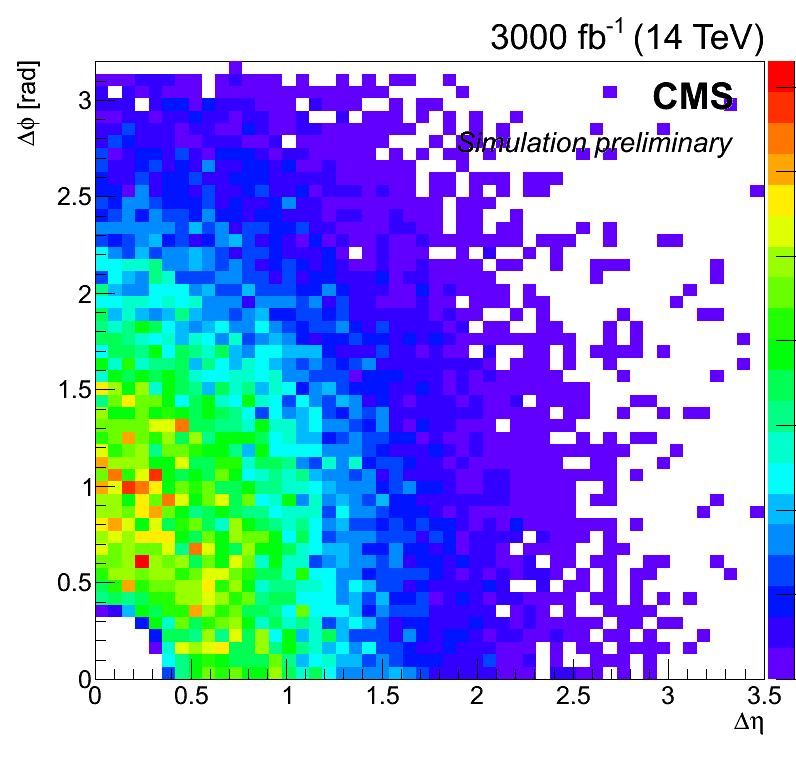 3000 fb-1 (14 TeV)
Δϕ [rad]
CMS
Simulation preliminary
3
2.5
2
1.5
1
0.5
0
0 0.5 1 1.5 2 2.5 3 3.5
Δη